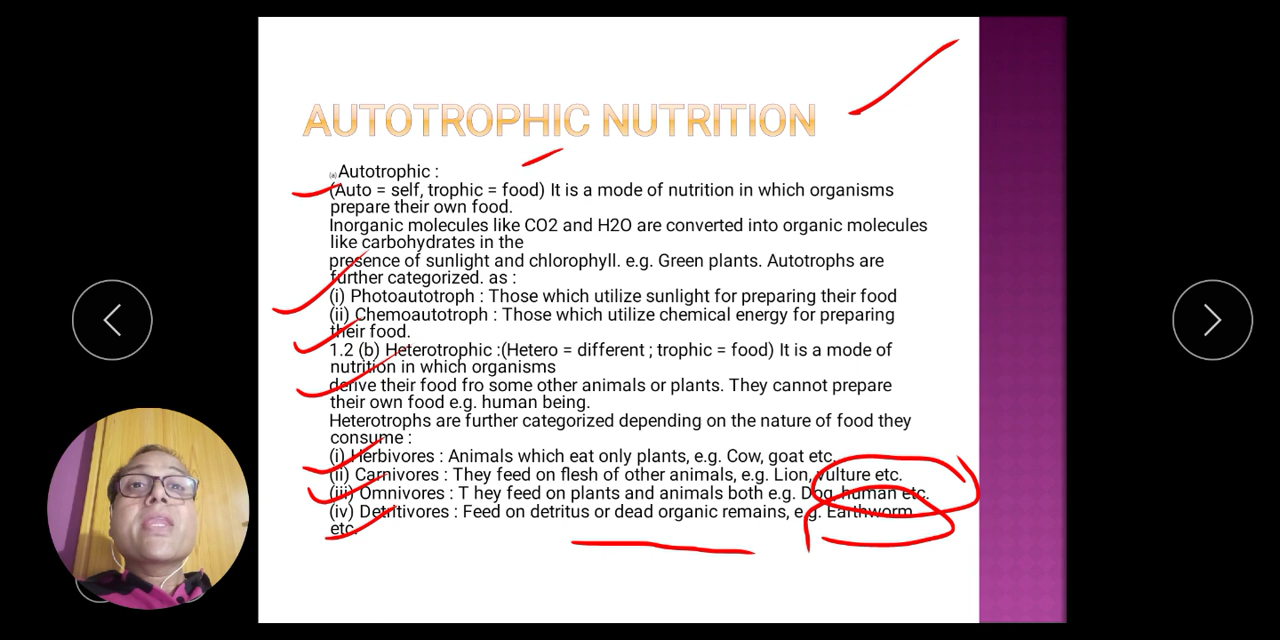 AUTOTROPHIC NUTRITION
(a)Autotrophic :
(Auto = self, trophic = food) It is a mode of nutrition in which organisms
prepare their own food.
Inorganic molecules like CO2 and H2O are converted into organic molecules
like carbohydrates in the
presence of sunlight and chlorophyll. e.g. Green plants. Autotrophs are
further categorized. as :
(i) Photoautotroph : Those which utilize sunlight for preparing their food
(ii) Chemoautotroph : Those which utilize chemical energy for preparing
their food.
1.2 (b) Heterotrophic :(Hetero = different ; trophic = food) It is a mode of
nutrition in which organisms
derive their food fro some other animals or plants. They cannot prepare
their own food e.g. human being.
Heterotrophs are further categorized depending on the nature of food they
consume :
(i) Herbivores : Animals which eat only plants, e.g. Cow, goat etc.
(ii) Carnivores : They feed on flesh of other animals, e.g. Lion, vulture etc.
(iii) Omnivores : T hey feed on plants and animals both e.g. Dog, human etc.
(iv) Detritivores : Feed on detritus or dead organic remains, e.g. Earthworm
etc.